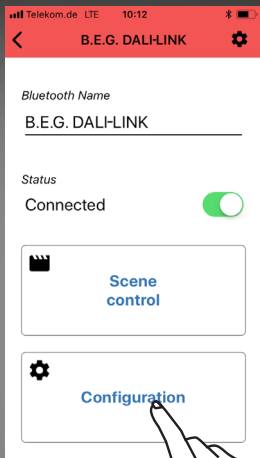 Telekom.de LTE 10:12
B.E.G. DALI-LINK
Bluetooth Name
B.E.G. DALI-LINK
Status
Connected
Scene
control
Configuration